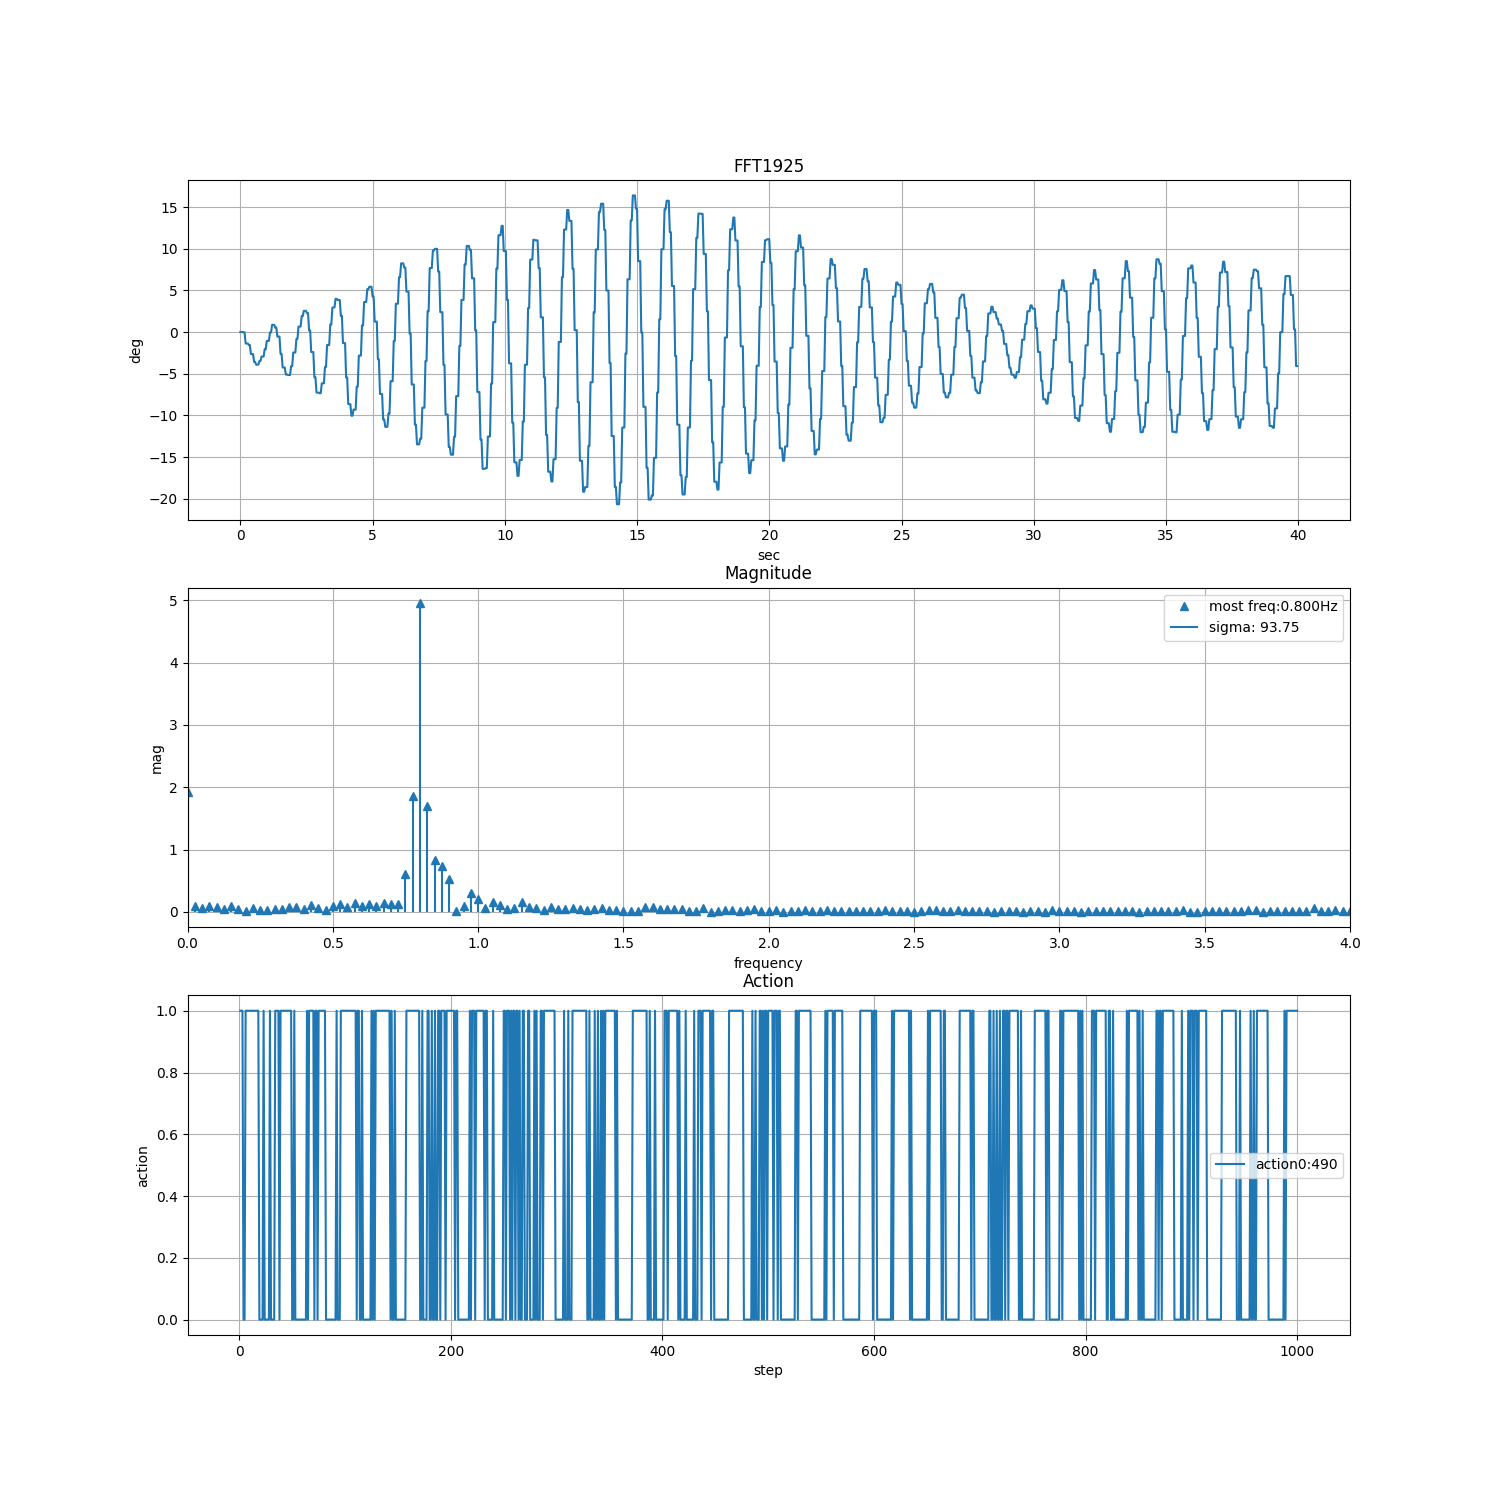 FFT1925
15
10
5
0
−5
−10
−15
−20
deg
0 5 10 15 20 25 30 35 40
sec
Magnitude
5
4
3
2
1
0
mag
most freq:0.800Hz
sigma: 93.75
0.0 0.5 1.0 1.5 2.0 2.5 3.0 3.5 4.0
frequency
Action
1.0
0.8
0.6
0.4
0.2
0.0
action
action0:490
0 200 400 600 800 1000
step